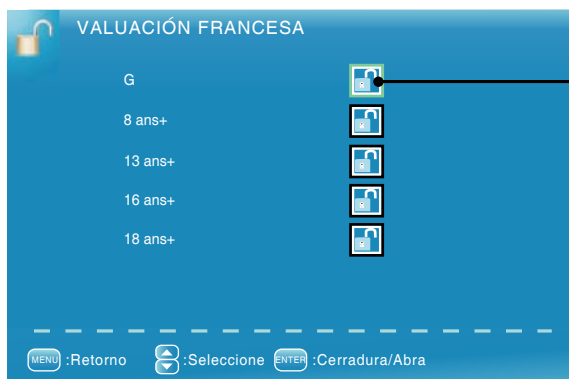 VALUACIÓN FRANCESA
G
8 ans+
13 ans+
16 ans+
18 ans+
MENU :Retorno :Seleccione ENTER :Cerradura/Abra